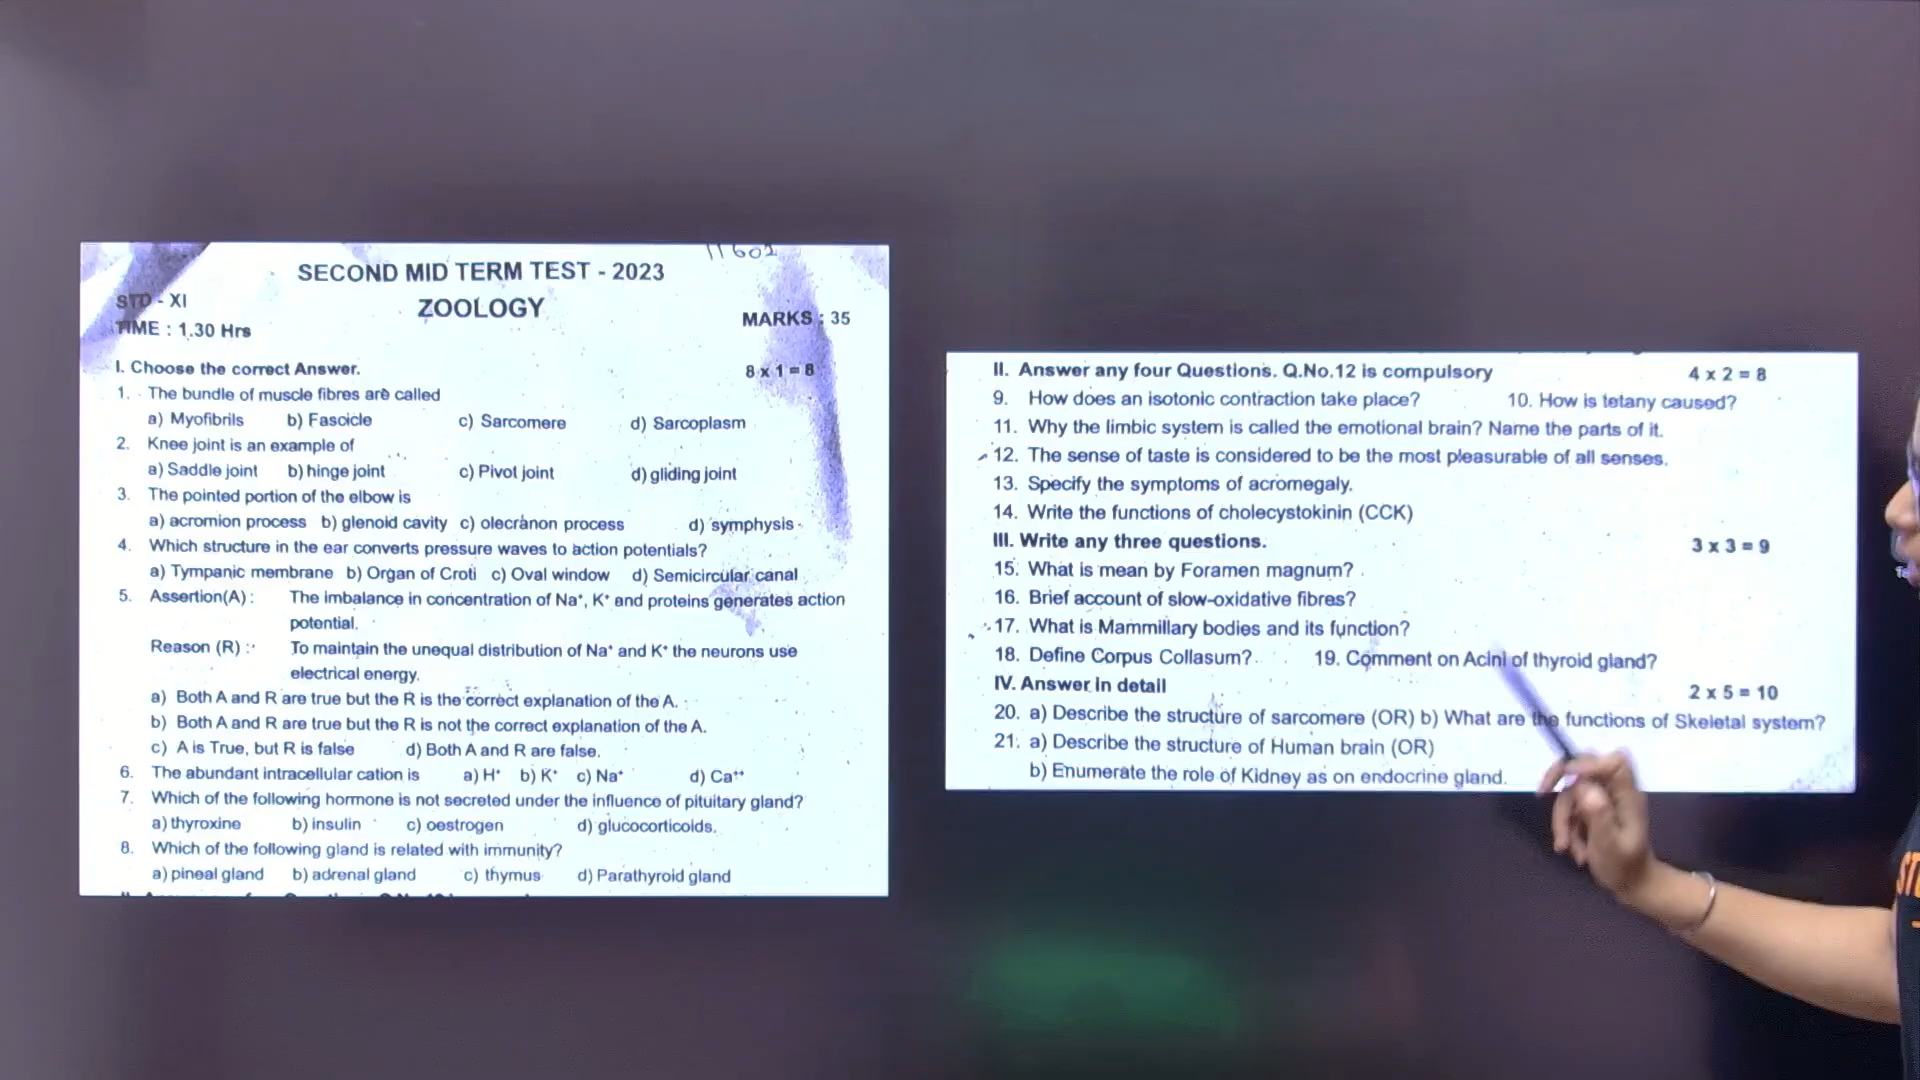 11602
SECOND MID TERM TEST - 2023
STD - XI
ZOOLOGY
TIME : 1.30 Hrs
MARKS : 35
I. Choose the correct Answer. 8 x 1 = 8
1. The bundle of muscle fibres are called
a) Myofibrils b) Fascicle c) Sarcomere d) Sarcoplasm
2. Knee joint is an example of
a) Saddle joint b) hinge joint c) Pivot joint d) gliding joint
3. The pointed portion of the elbow is
a) acromion process b) glenoid cavity c) olecranon process d) symphysis
4. Which structure in the ear converts pressure waves to action potentials?
a) Tympanic membrane b) Organ of Croti c) Oval window d) Semicircular canal
5. Assertion(A) : The imbalance in concentration of Na⁺, K⁺ and proteins generates action
potential.
Reason (R) : To maintain the unequal distribution of Na⁺ and K⁺ the neurons use
electrical energy.
a) Both A and R are true but the R is the correct explanation of the A.
b) Both A and R are true but the R is not the correct explanation of the A.
c) A is True, but R is false d) Both A and R are false.
6. The abundant intracellular cation is a) H⁺ b) K⁺ c) Na⁺ d) Ca⁺⁺
7. Which of the following hormone is not secreted under the influence of pituitary gland?
a) thyroxine b) insulin c) oestrogen d) glucocorticoids.
8. Which of the following gland is related with immunity?
a) pineal gland b) adrenal gland c) thymus d) Parathyroid gland
II. Answer any four Questions. Q.No.12 is compulsory 4 x 2 = 8
9. How does an isotonic contraction take place? 10. How is tetany caused?
11. Why the limbic system is called the emotional brain? Name the parts of it.
12. The sense of taste is considered to be the most pleasurable of all senses.
13. Specify the symptoms of acromegaly.
14. Write the functions of cholecystokinin (CCK)
III. Write any three questions. 3 x 3 = 9
15. What is mean by Foramen magnum?
16. Brief account of slow-oxidative fibres?
17. What is Mammillary bodies and its function?
18. Define Corpus Collasum? 19. Comment on Acini of thyroid gland?
IV. Answer in detail 2 x 5 = 10
20. a) Describe the structure of sarcomere (OR) b) What are the functions of Skeletal system?
21. a) Describe the structure of Human brain (OR)
b) Enumerate the role of Kidney as on endocrine gland.